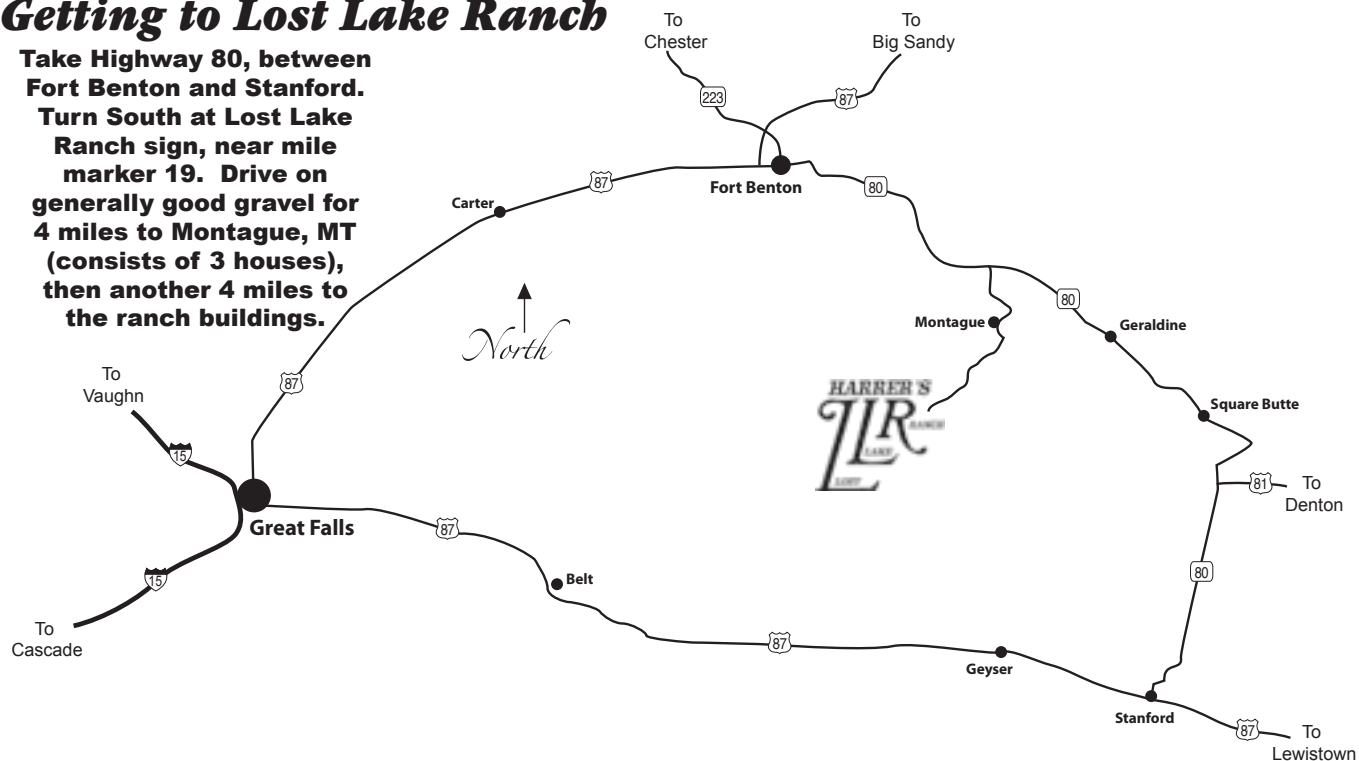 Getting to Lost Lake Ranch
Take Highway 80, between
Fort Benton and Stanford.
Turn South at Lost Lake
Ranch sign, near mile
marker 19.  Drive on
generally good gravel for
4 miles to Montague, MT
(consists of 3 houses),
then another 4 miles to
the ranch buildings.
To
Chester
To
Big Sandy
223
87
87
Fort Benton
80
Carter
North
80
Montague
Geraldine
To
Vaughn
87
HARRER'S
LLR
RANCH
LAKE
LOST
Square Butte
15
81
To
Denton
Great Falls
87
15
Belt
80
To
Cascade
87
Geyser
Stanford
87
To
Lewistown